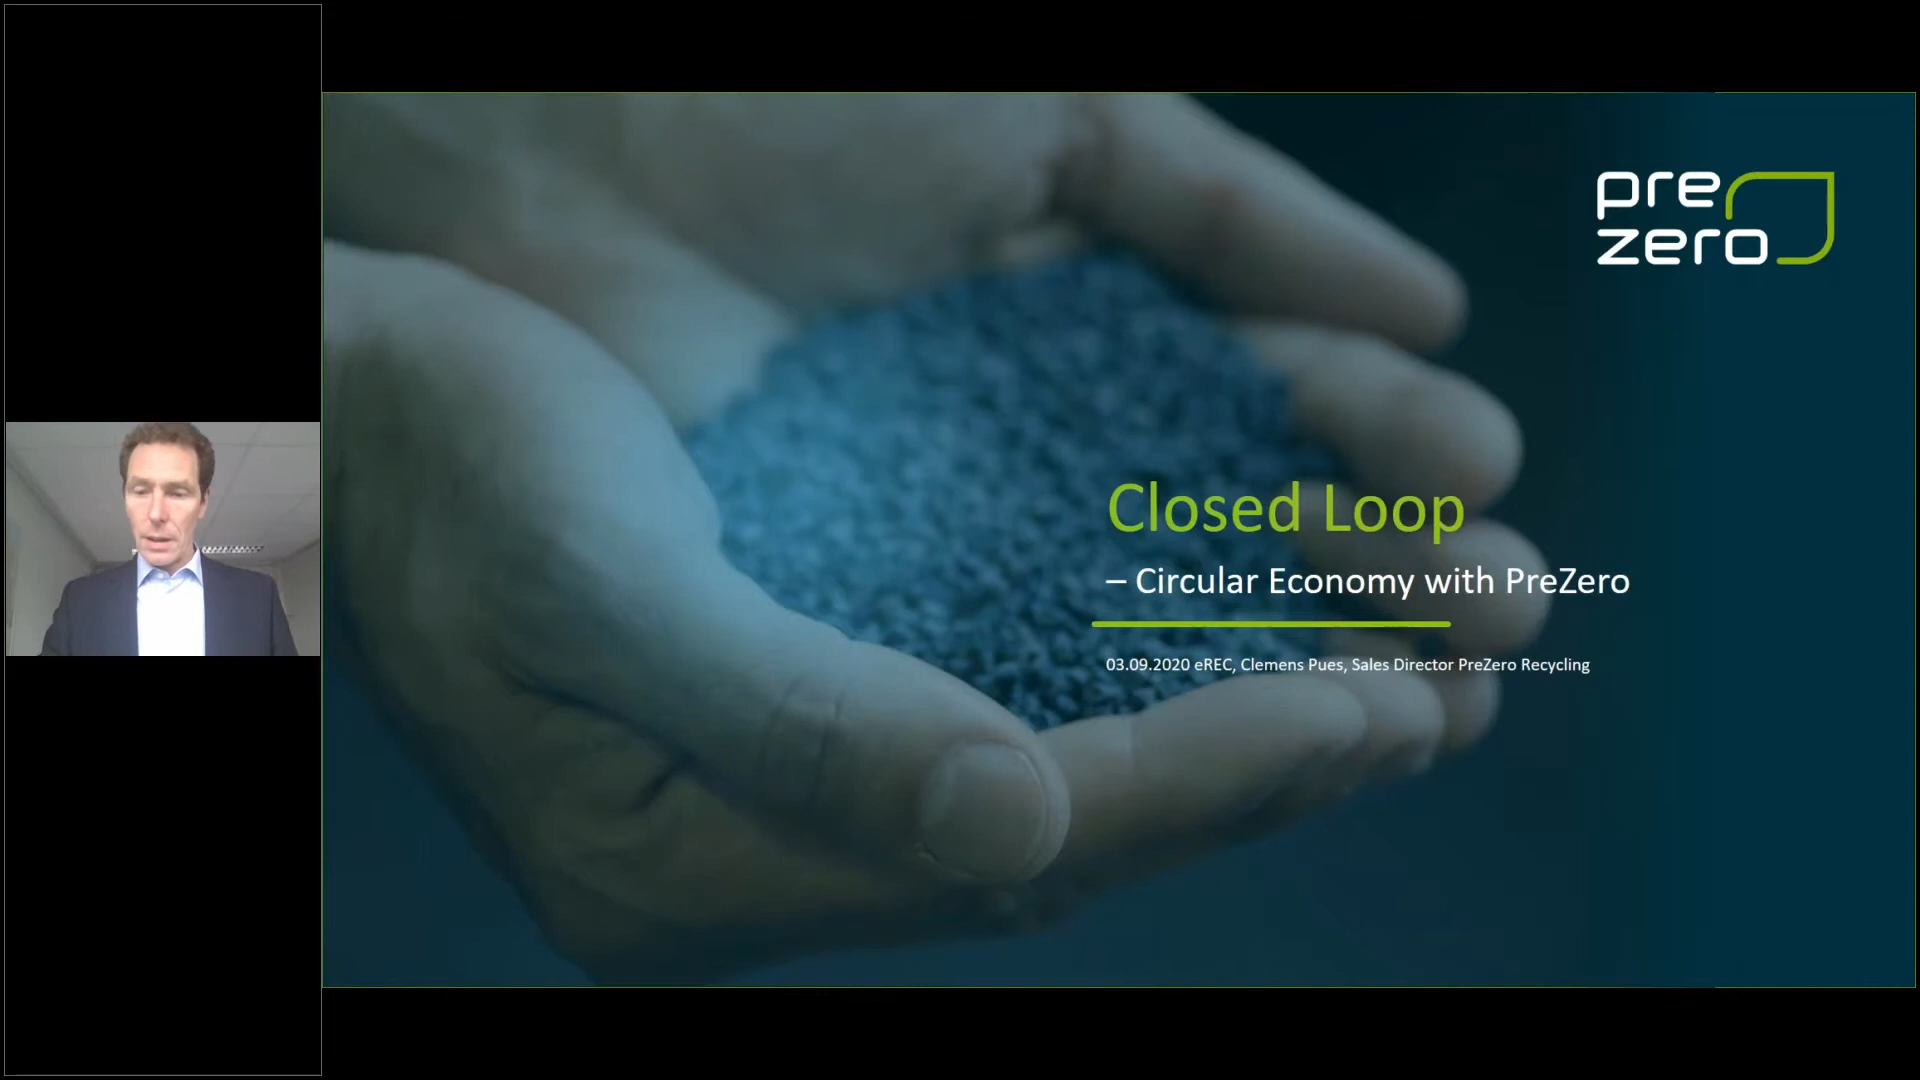 pre
zero
Closed Loop
– Circular Economy with PreZero
03.09.2020 eREC, Clemens Pues, Sales Director PreZero Recycling